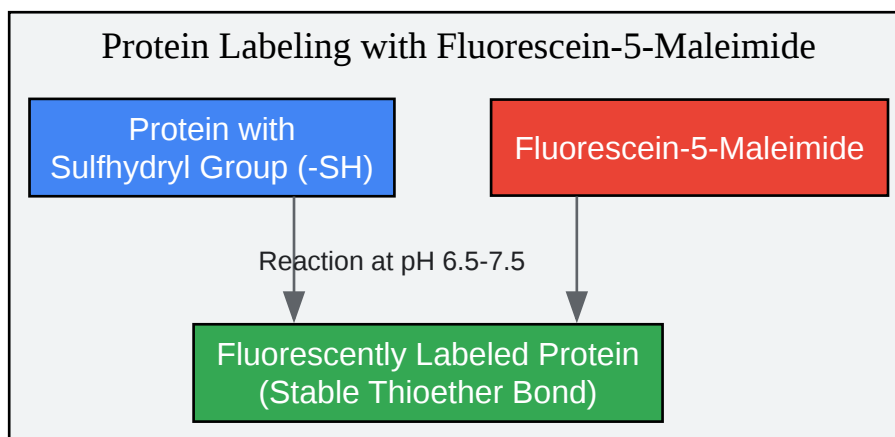 Protein Labeling with Fluorescein-5-Maleimide
Protein with
Sulfhydryl Group (-SH)
Fluorescein-5-Maleimide
Reaction at pH 6.5-7.5
Fluorescently Labeled Protein
(Stable Thioether Bond)